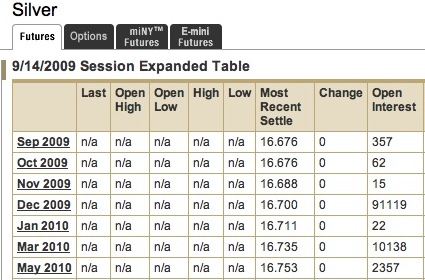 Silver
Futures Options miNY™ Futures E-mini Futures
9/14/2009 Session Expanded Table
Last Open High Open Low High Low Most Recent Settle Change Open Interest
Sep 2009 n/a n/a n/a n/a n/a 16.676 0 357
Oct 2009 n/a n/a n/a n/a n/a 16.676 0 62
Nov 2009 n/a n/a n/a n/a n/a 16.688 0 15
Dec 2009 n/a n/a n/a n/a n/a 16.700 0 91119
Jan 2010 n/a n/a n/a n/a n/a 16.711 0 22
Mar 2010 n/a n/a n/a n/a n/a 16.735 0 10138
May 2010 n/a n/a n/a n/a n/a 16.753 0 2357